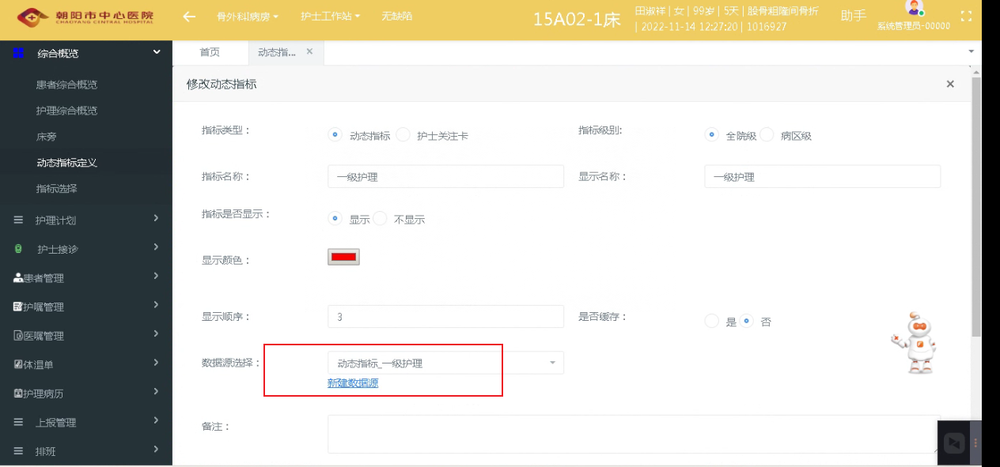 朝阳市中心医院
CHAOYANG CENTRAL HOSPITAL
骨外科I病房
护士工作站
无缺陷
15A02-1床
田淑祥 | 女 | 99岁 | 5天 | 股骨粗隆间骨折
| 2022-11-14 12:27:20 | 1016927
助手
系统管理员-00000
综合概览
患者综合概览
护理综合概览
床旁
动态指标定义
指标选择
护理计划
护士接诊
患者管理
护嘱管理
医嘱管理
体温单
护理病历
上报管理
排班
首页
动态指...
修改动态指标
指标类型：
动态指标
护士关注卡
指标级别:
全院级
病区级
指标名称：
一级护理
显示名称：
一级护理
指标是否显示：
显示
不显示
显示颜色：
显示顺序：
3
是否缓存：
是
否
数据源选择：
动态指标_一级护理
新建数据源
备注：